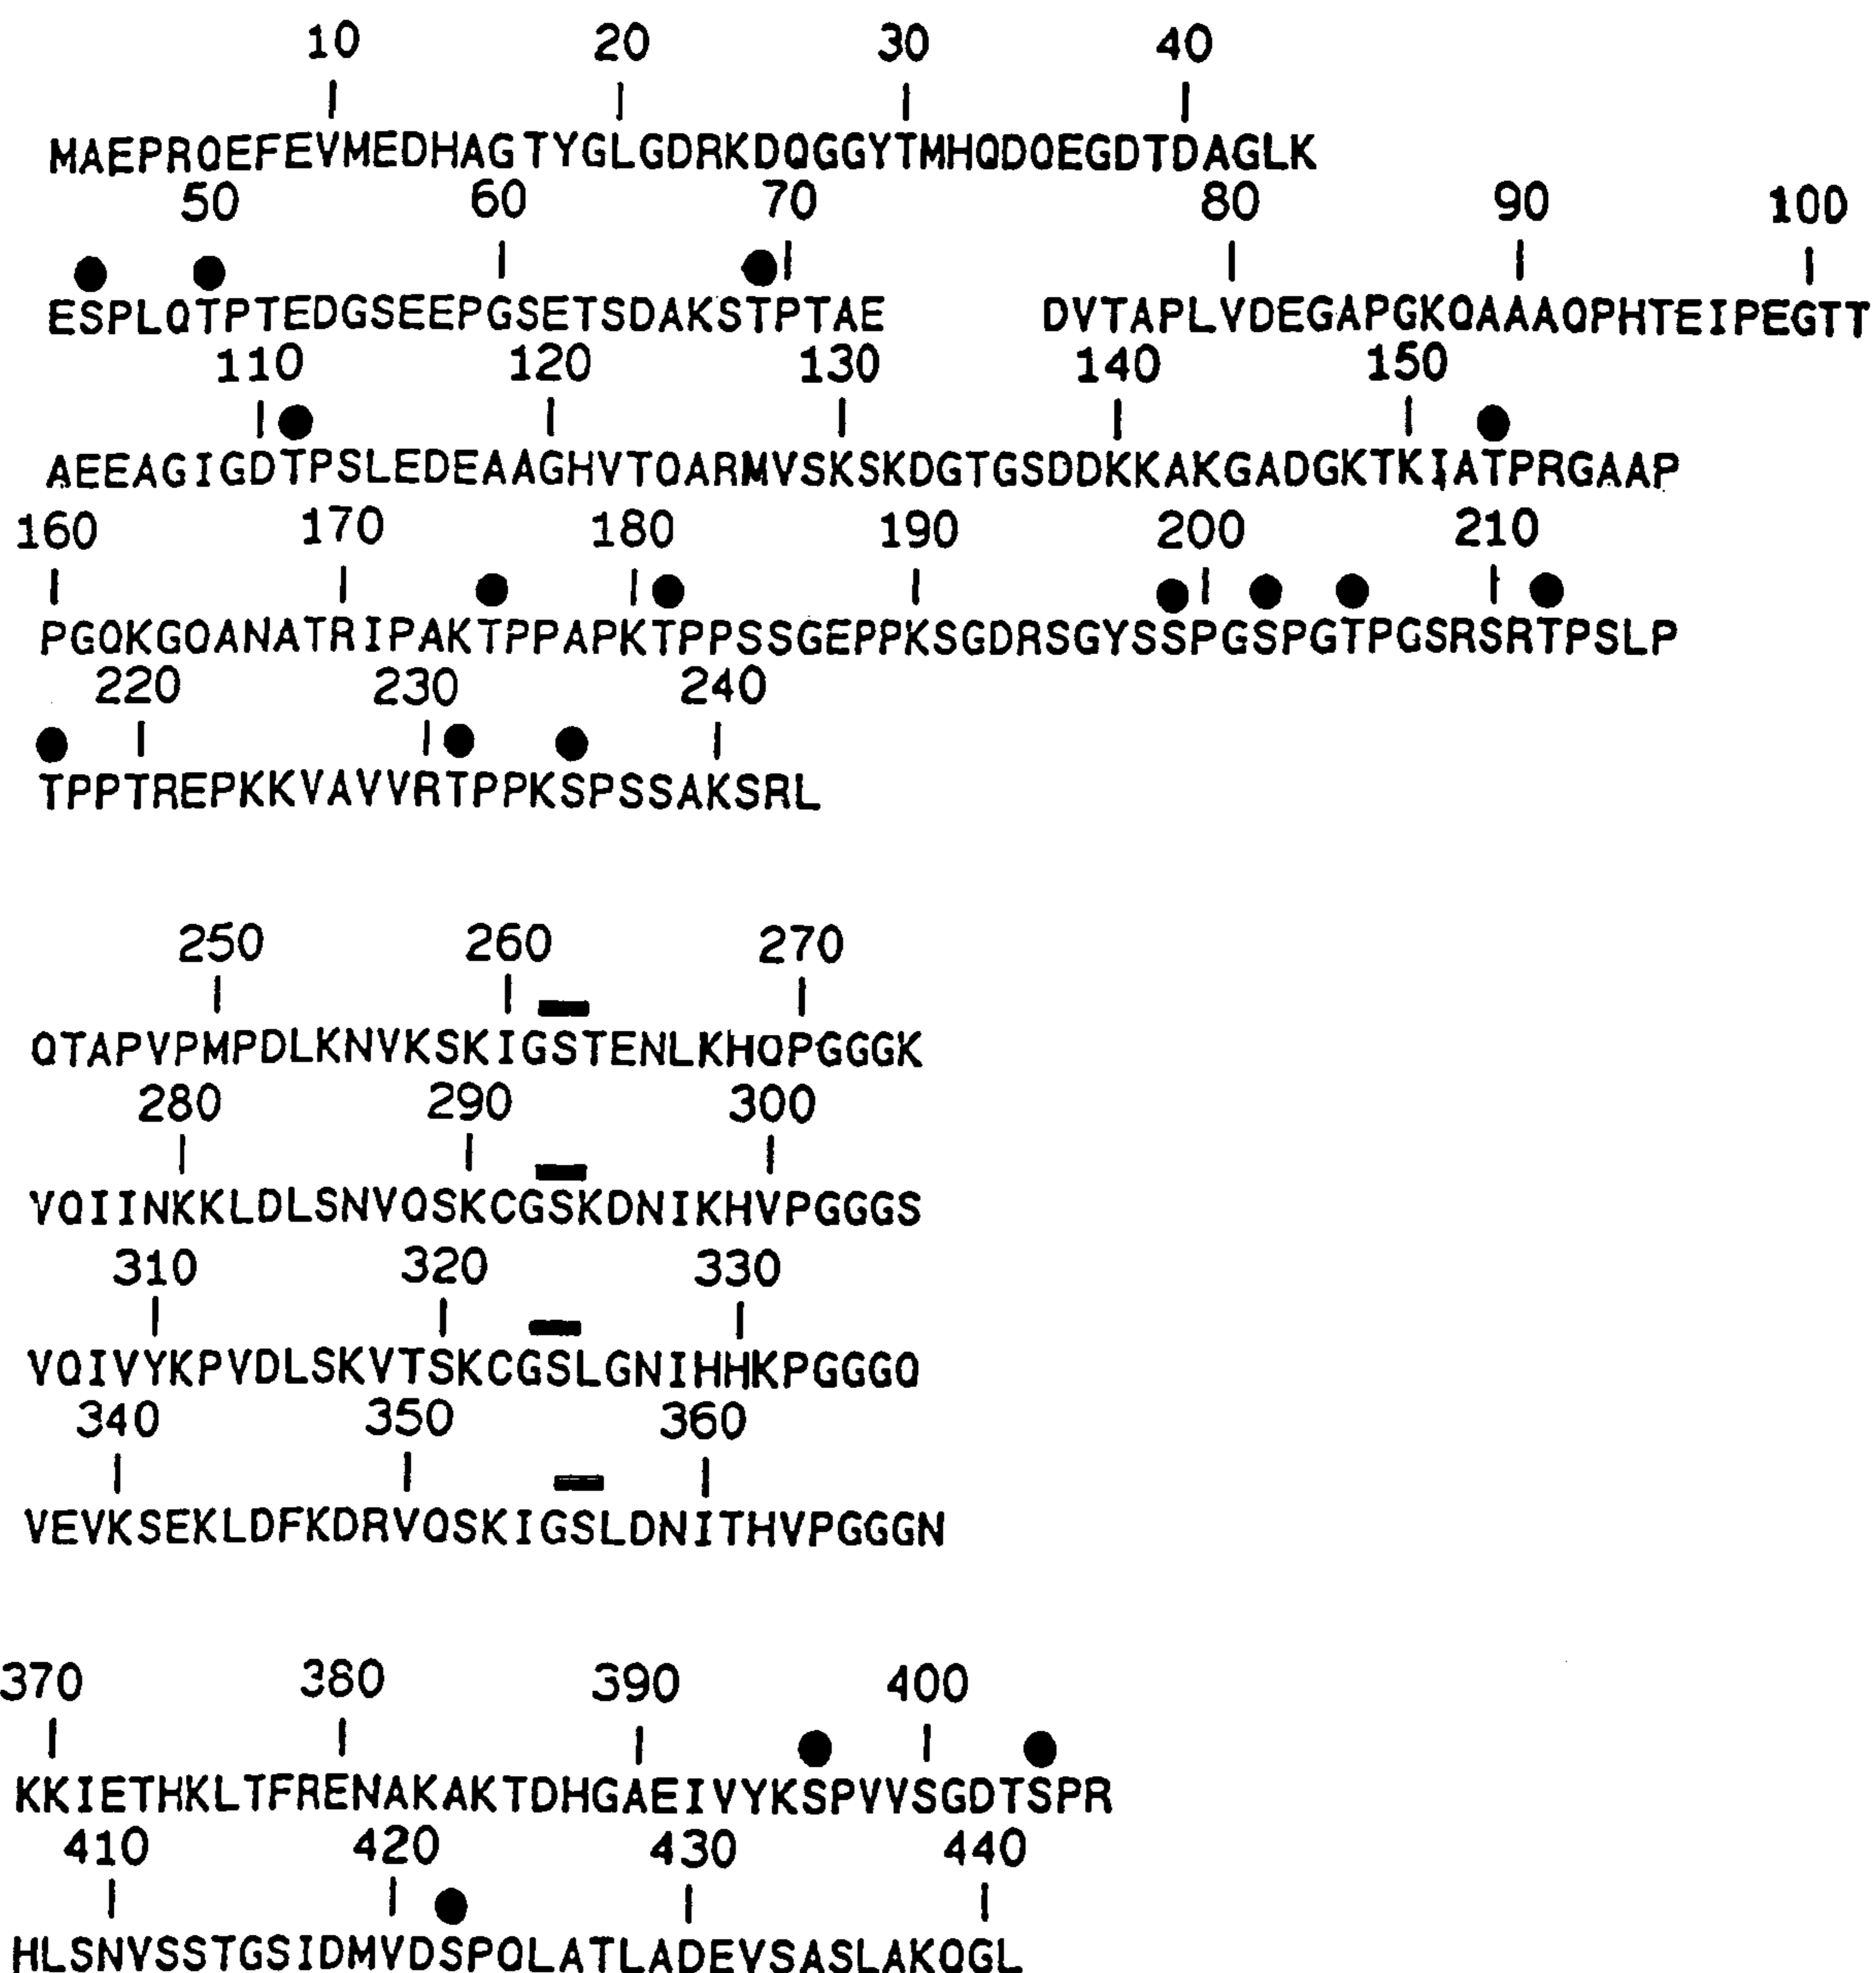 10 20 30 40
MAEPRQEFEVMEDHAGTYGLGDRKDQGGYTMHQDQEGDTDAGLK
50 60 70 80 90 100
ESPLQTPTEDGSEEPGSETSDAKSTPTAE DVTAPLVDEGAPGKQAAAQPHTEIPEGTT
110 120 130 140 150
AEEAGIGDTPSLEDEAAGHVTQARMVSKSKDGTGSDDKKAKGADGKTKIATPRGAAP
160 170 180 190 200 210
PGQKGQANATRIPAKTPPAPKTPPSSGEPPKSGDRSGYSSPGSPGTPGSRSRTPSLP
220 230 240
TPPTREPKKVAVVRTPPKSPSSAKSRL
250 260 270
QTAPVPMPDLKNVKSKIGSTENLKHQPGGGK
280 290 300
VQIINKKLDLSNVQSKCGSKDNIKHVPGGGS
310 320 330
VQIVYKPVDLSKVTSKCGSLGNIHHKPGGGQ
340 350 360
VEVKSEKLDFKDRVQSKIGSLDNITHVPGGGN
370 380 390 400
KKIETHKLTFRENAKAKTDHGAEIVYKSPVVSGDTSPR
410 420 430 440
HLSNVSSTGSIDMVDSPQLATLADEVSASLAKQGL